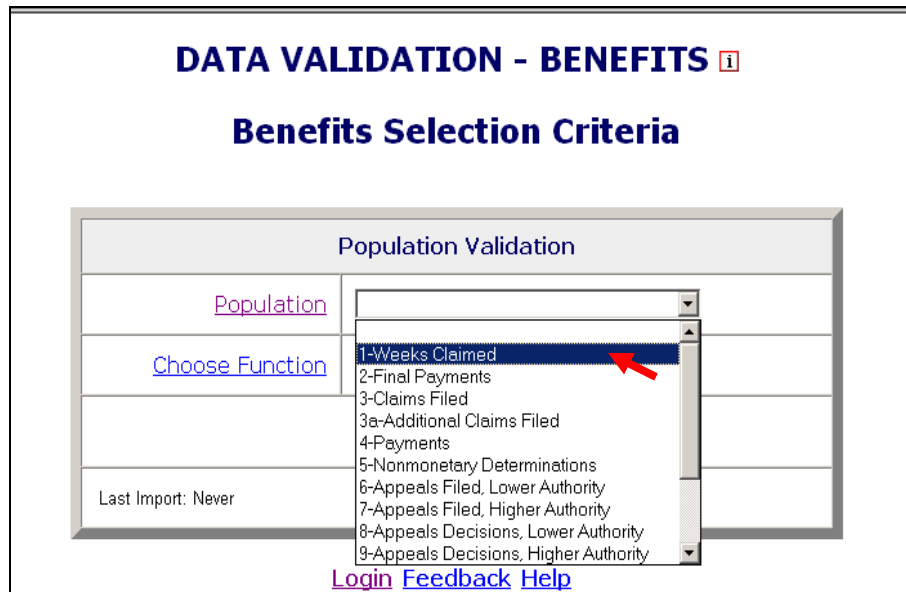 DATA VALIDATION - BENEFITS i
Benefits Selection Criteria
Population Validation
Population
Choose Function
1-Weeks Claimed
2-Final Payments
3-Claims Filed
3a-Additional Claims Filed
4-Payments
5-Nonmonetary Determinations
6-Appeals Filed, Lower Authority
7-Appeals Filed, Higher Authority
8-Appeals Decisions, Lower Authority
9-Appeals Decisions, Higher Authority
Last Import: Never
Login Feedback Help